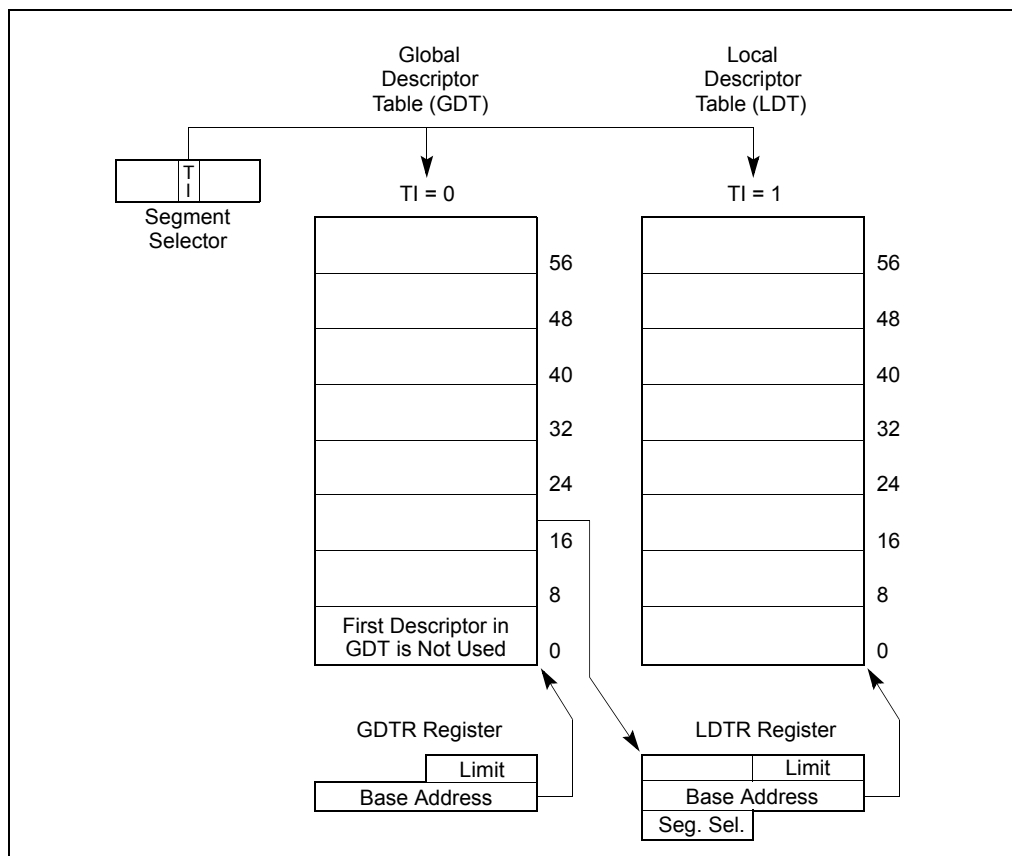 Global
Descriptor
Table (GDT)
Local
Descriptor
Table (LDT)
T
I
Segment
Selector
TI = 0
TI = 1
56
48
40
32
24
16
8
First Descriptor in
GDT is Not Used
0
56
48
40
32
24
16
8
0
GDTR Register
Limit
Base Address
LDTR Register
Limit
Base Address
Seg. Sel.